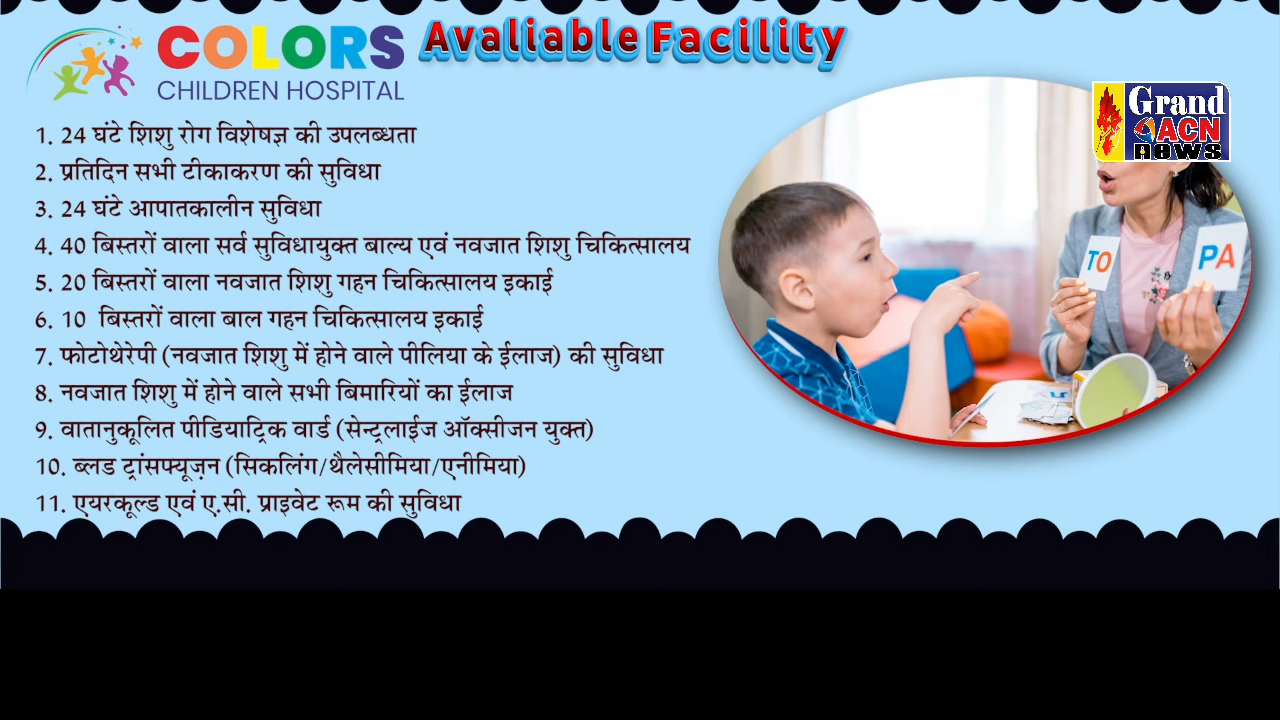 COLORS
CHILDREN HOSPITAL
Avaliable Facility
1. 24 घंटे शिशु रोग विशेषज्ञ की उपलब्धता
2. प्रतिदिन सभी टीकाकरण की सुविधा
3. 24 घंटे आपातकालीन सुविधा
4. 40 बिस्तरों वाला सर्व सुविधायुक्त बाल्य एवं नवजात शिशु चिकित्सालय
5. 20 बिस्तरों वाला नवजात शिशु गहन चिकित्सालय इकाई
6. 10 बिस्तरों वाला बाल गहन चिकित्सालय इकाई
7. फोटोथेरेपी (नवजात शिशु में होने वाले पीलिया के ईलाज) की सुविधा
8. नवजात शिशु में होने वाले सभी बिमारियों का ईलाज
9. वातानुकूलित पीडियाट्रिक वार्ड (सेन्ट्रलाईज ऑक्सीजन युक्त)
10. ब्लड ट्रांसफ्यूज़न (सिकलिंग/थैलेसीमिया/एनीमिया)
11. एयरकूल्ड एवं ए.सी. प्राइवेट रूम की सुविधा
Grand
ACN
news
TO
PA